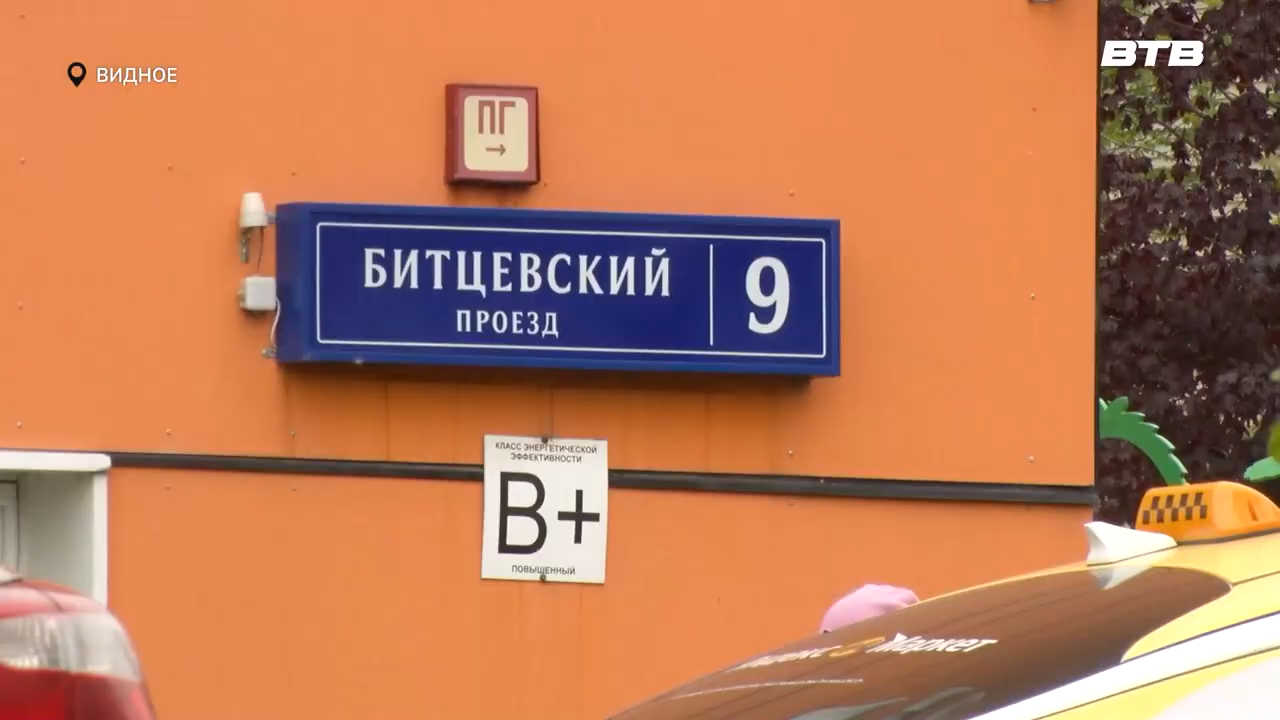 ВИДНОЕ
ВТВ
ПГ
→
БИТЦЕВСКИЙ
ПРОЕЗД
9
КЛАСС ЭНЕРГЕТИЧЕСКОЙ
ЭФФЕКТИВНОСТИ
B+
ПОВЫШЕННЫЙ
Маркет